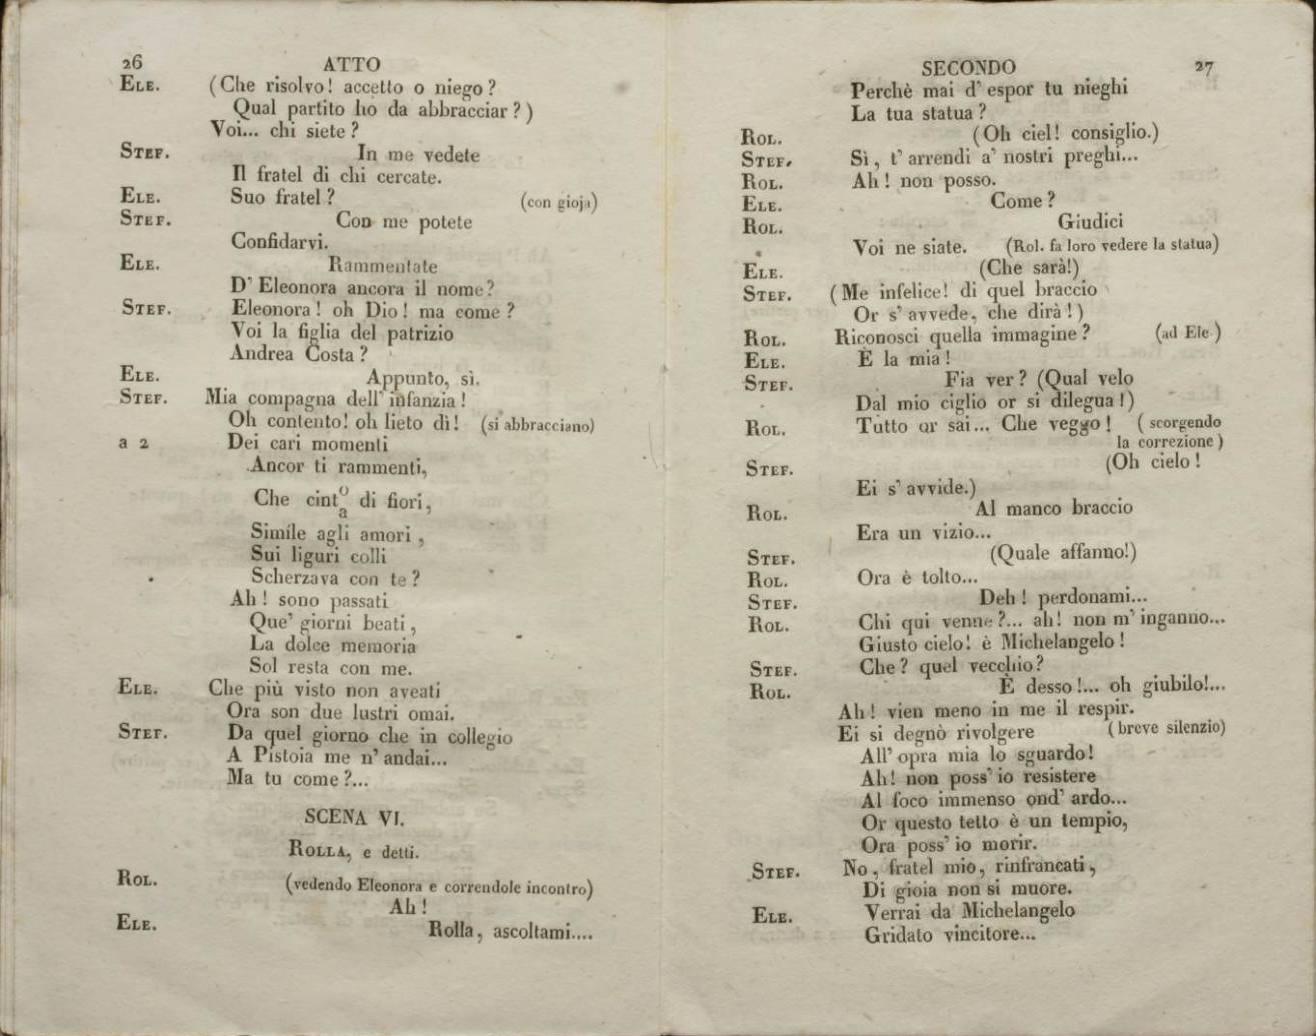 26 ATTO
ELE. (Che risolvo! accetto o niego?
Qual partito ho da abbracciar?)
Voi... chi siete?
STEF. In me vedete
Il fratel di chi cercate.
ELE. Suo fratel? (con gioja)
STEF. Con me potete
Confidarvi.
ELE. Rammentate
D' Eleonora ancora il nome?
STEF. Eleonora! oh Dio! ma come?
Voi la figlia del patrizio
Andrea Costa?
ELE. Appunto, sì.
STEF. Mia compagna dell' infanzia!
Oh contento! oh lieto dì! (si abbracciano)
a 2 Dei cari momenti
Ancor ti rammenti,
Che cint o/a di fiori,
Simile agli amori,
Sui liguri colli
Scherzava con te?
Ah! sono passati
Que' giorni beati,
La dolce memoria
Sol resta con me.
ELE. Che più visto non aveati
Ora son due lustri omai.
STEF. Da quel giorno che in collegio
A Pistoia me n' andai...
Ma tu come?...
SCENA VI.
ROLLA, e detti.
ROL. (vedendo Eleonora e correndole incontro)
Ah!
ELE. Rolla, ascoltami....
SECONDO 27
Perchè mai d' espor tu nieghi
La tua statua?
ROL. (Oh ciel! consiglio.)
STEF. Sì, t' arrendi a' nostri preghi...
ROL. Ah! non posso.
ELE. Come?
ROL. Giudici
Voi ne siate. (Rol. fa loro vedere la statua)
ELE. (Che sarà!)
STEF. (Me infelice! di quel braccio
Or s' avvede, che dirà!)
ROL. Riconosci quella immagine? (ad Ele.)
ELE. È la mia!
STEF. Fia ver? (Qual velo
Dal mio ciglio or si dilegua!)
ROL. Tutto or sai... Che veggo! (scorgendo
la correzione)
STEF. (Oh cielo!
Ei s' avvide.)
ROL. Al manco braccio
Era un vizio...
STEF. (Quale affanno!)
ROL. Ora è tolto...
STEF. Deh! perdonami...
ROL. Chi qui venne?... ah! non m' inganno...
Giusto cielo! è Michelangelo!
STEF. Che? quel vecchio?
ROL. È desso!... oh giubilo!...
Ah! vien meno in me il respir.
Ei si degnò rivolgere (breve silenzio)
All' opra mia lo sguardo!
Ah! non poss' io resistere
Al foco immenso ond' ardo...
Or questo tetto è un tempio,
Ora poss' io morir.
STEF. No, fratel mio, rinfrancati,
Di gioia non si muore.
ELE. Verrai da Michelangelo
Gridato vincitore...